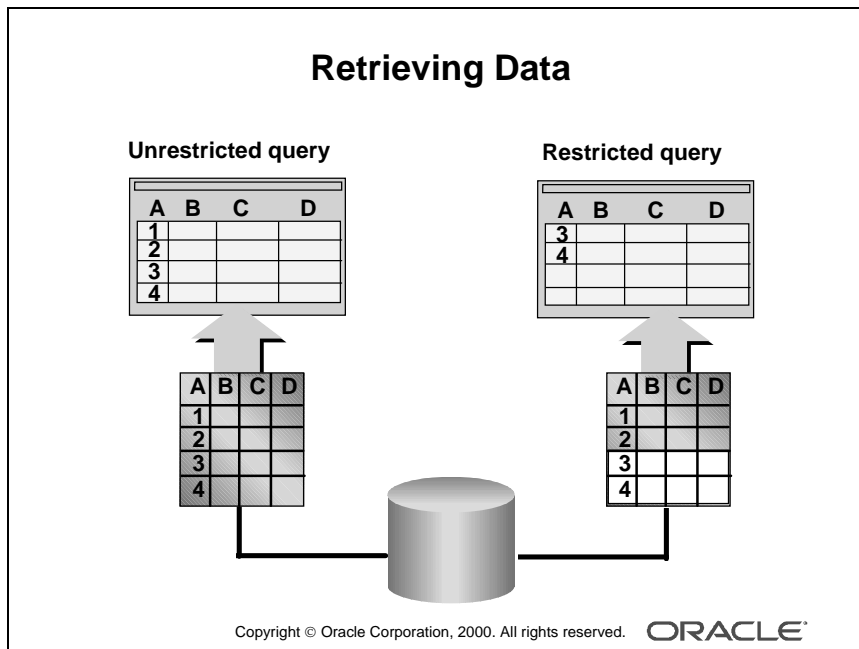 Retrieving Data
Unrestricted query
Restricted query
A B C D
1
2
3
4
A B C D
3
4
A B C D
1
2
3
4
A B C D
1
2
3
4
Copyright © Oracle Corporation, 2000. All rights reserved.
ORACLE®